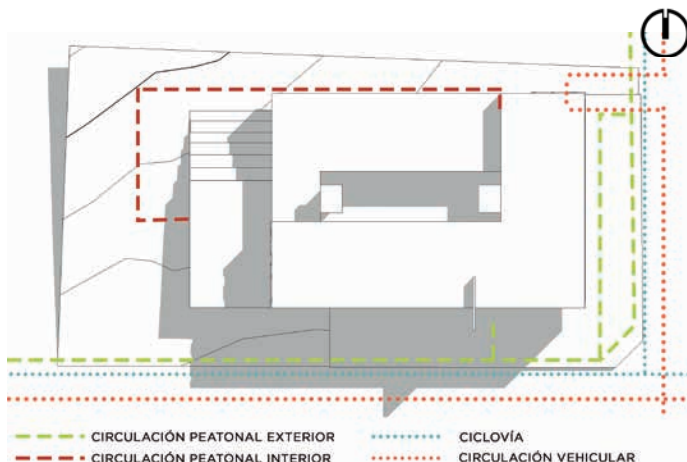 CIRCULACIÓN PEATONAL EXTERIOR
CICLOVÍA
CIRCULACIÓN PEATONAL INTERIOR
CIRCULACIÓN VEHICULAR